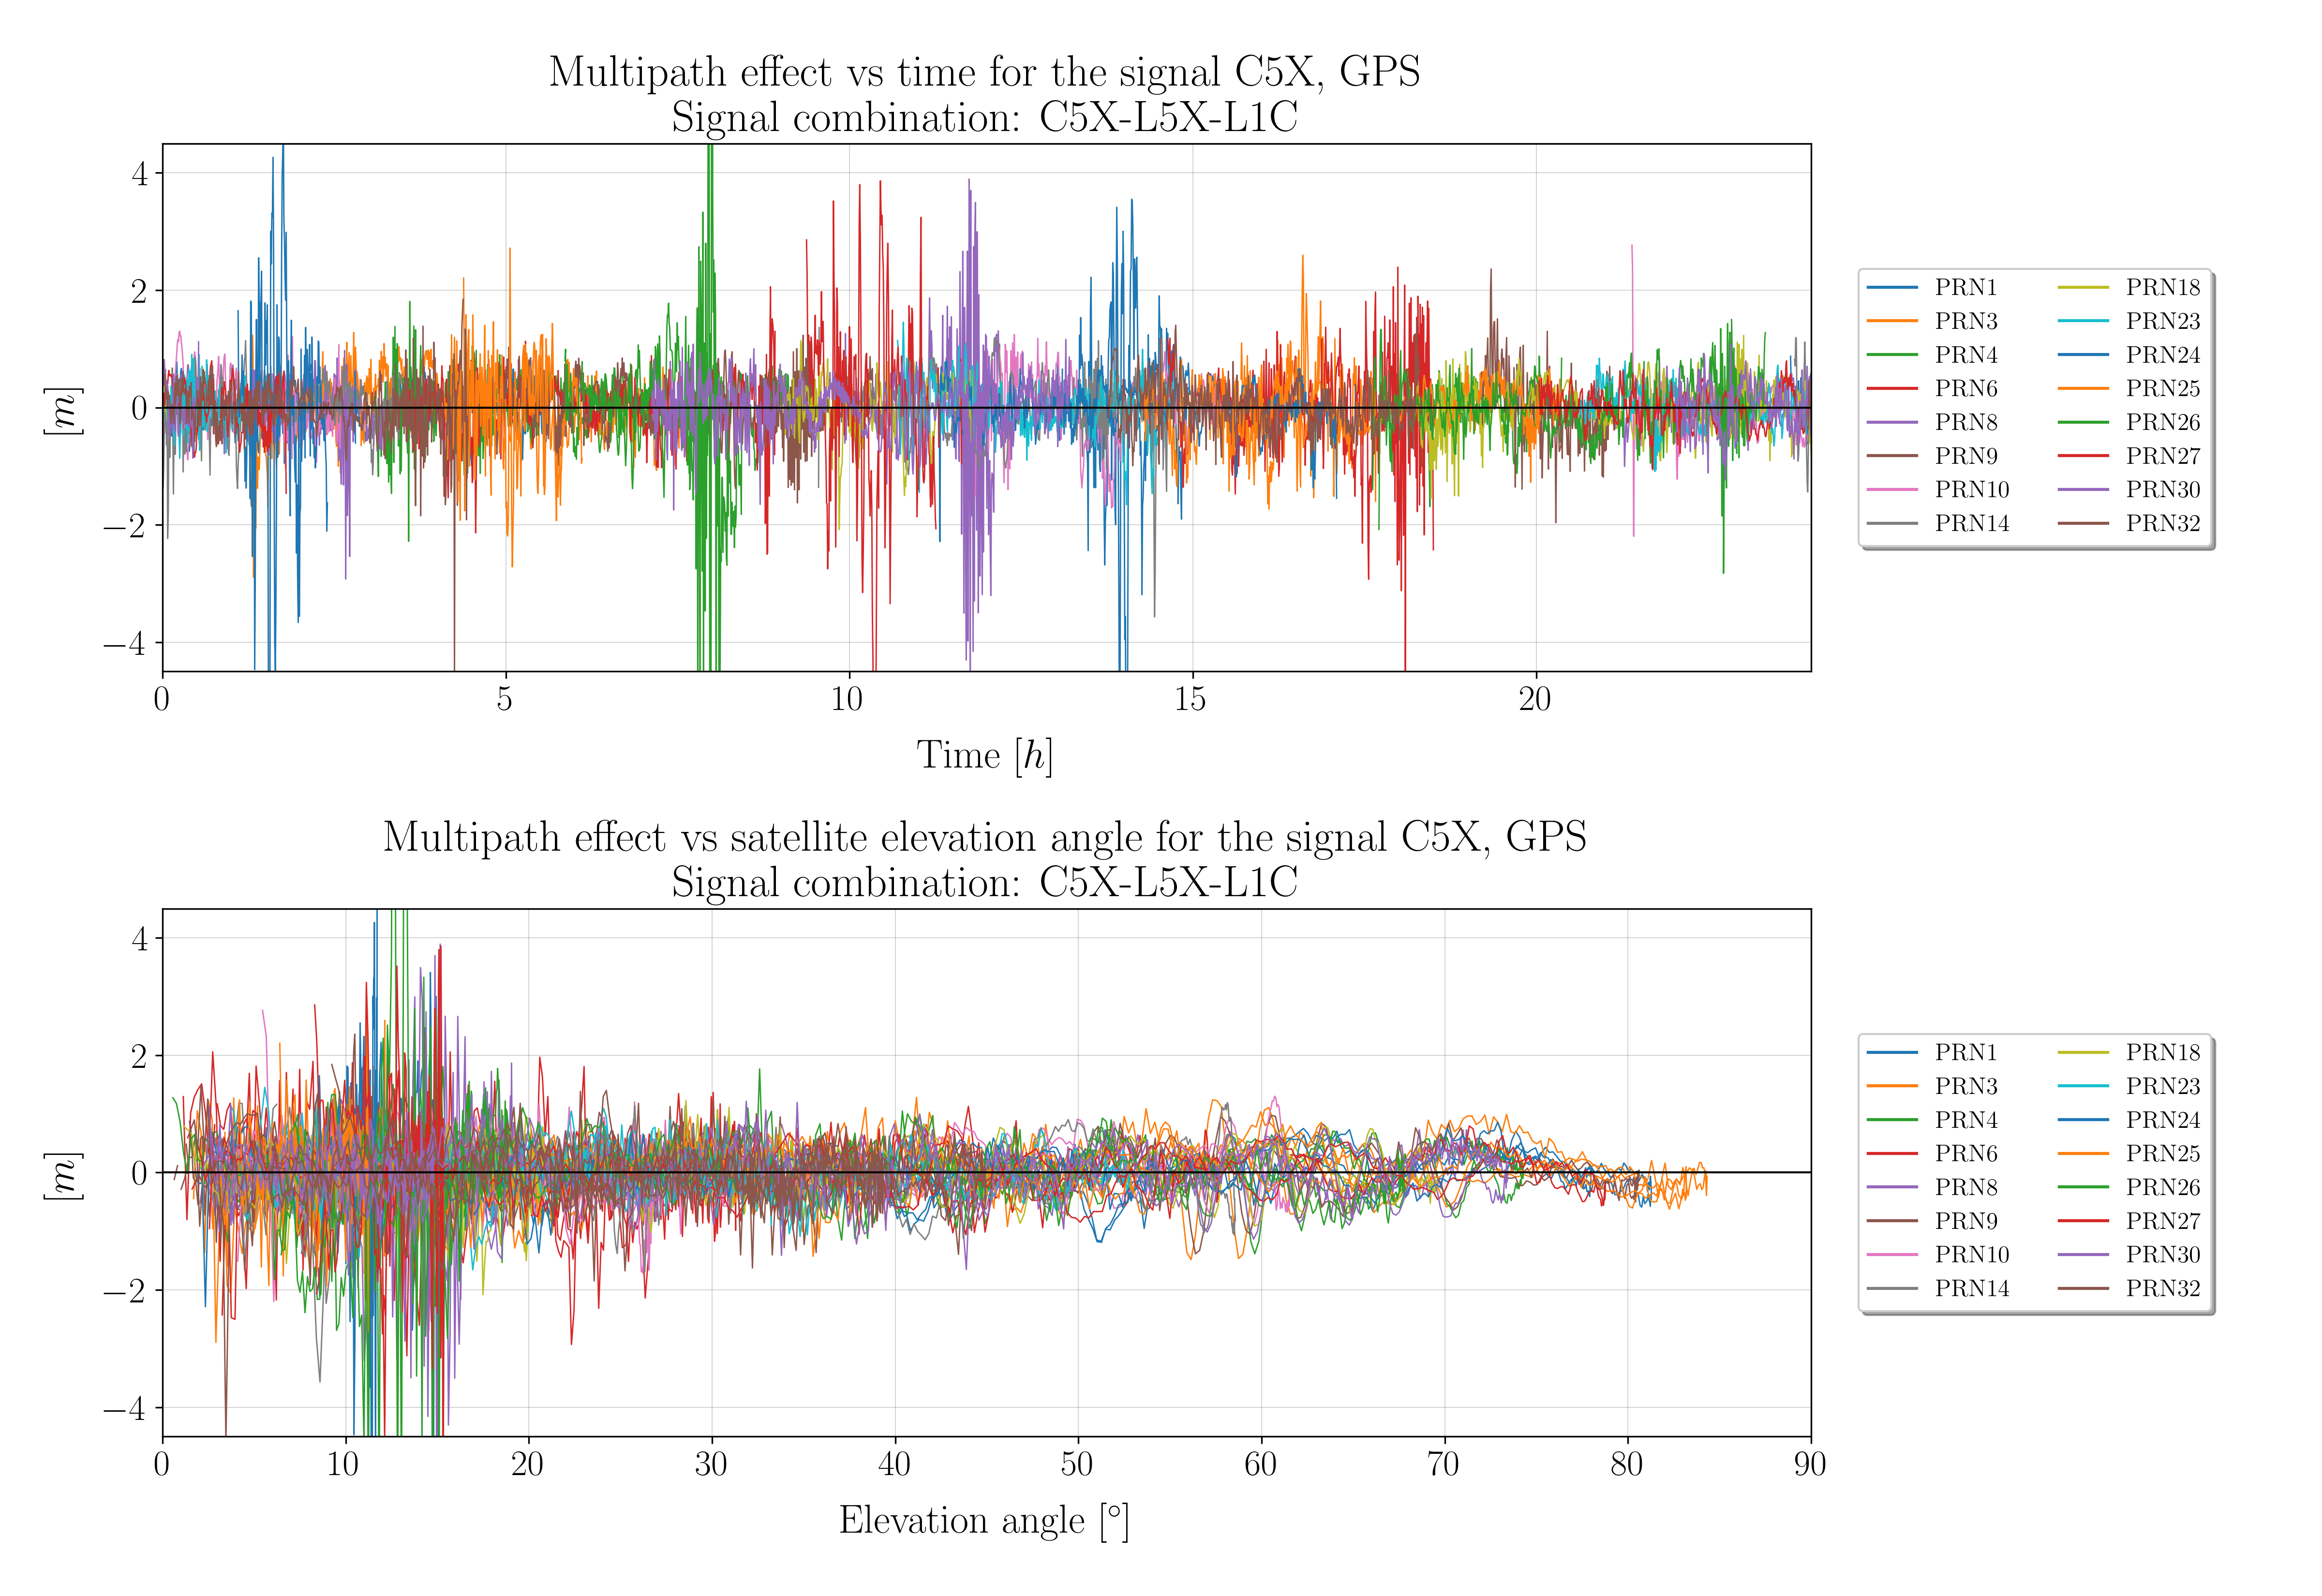 Multipath effect vs time for the signal C5X, GPS
Signal combination: C5X-L5X-L1C
[m]
4
2
0
−2
−4
0 5 10 15 20
Time [h]
PRN1 PRN18
PRN3 PRN23
PRN4 PRN24
PRN6 PRN25
PRN8 PRN26
PRN9 PRN27
PRN10 PRN30
PRN14 PRN32
Multipath effect vs satellite elevation angle for the signal C5X, GPS
Signal combination: C5X-L5X-L1C
[m]
4
2
0
−2
−4
0 10 20 30 40 50 60 70 80 90
Elevation angle [°]
PRN1 PRN18
PRN3 PRN23
PRN4 PRN24
PRN6 PRN25
PRN8 PRN26
PRN9 PRN27
PRN10 PRN30
PRN14 PRN32